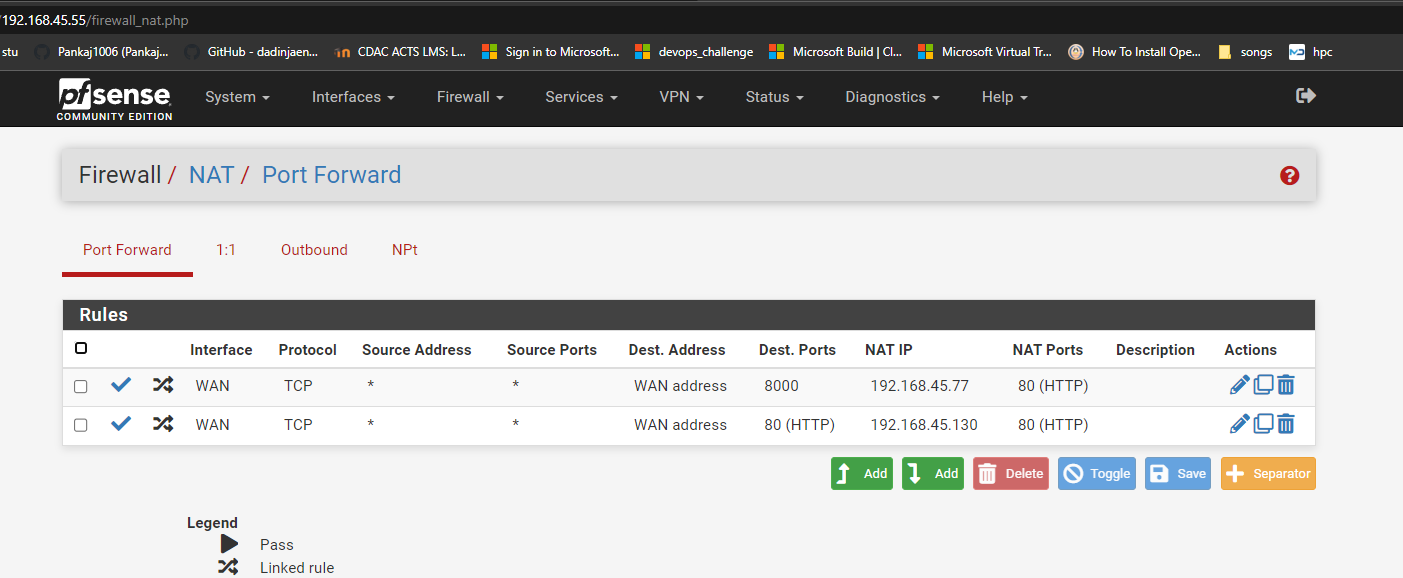 192.168.45.55/firewall_nat.php
stu Pankaj1006 (Pankaj... GitHub - dadinjaen... CDAC ACTS LMS: L... Sign in to Microsoft... devops_challenge Microsoft Build | Cl... Microsoft Virtual Tr... How To Install Ope... songs hpc
pfsense System Interfaces Firewall Services VPN Status Diagnostics Help
COMMUNITY EDITION
Firewall / NAT / Port Forward
Port Forward 1:1 Outbound NPt
Rules
Interface Protocol Source Address Source Ports Dest. Address Dest. Ports NAT IP NAT Ports Description Actions
WAN TCP * * WAN address 8000 192.168.45.77 80 (HTTP)
WAN TCP * * WAN address 80 (HTTP) 192.168.45.130 80 (HTTP)
Add Add Delete Toggle Save Separator
Legend
Pass
Linked rule